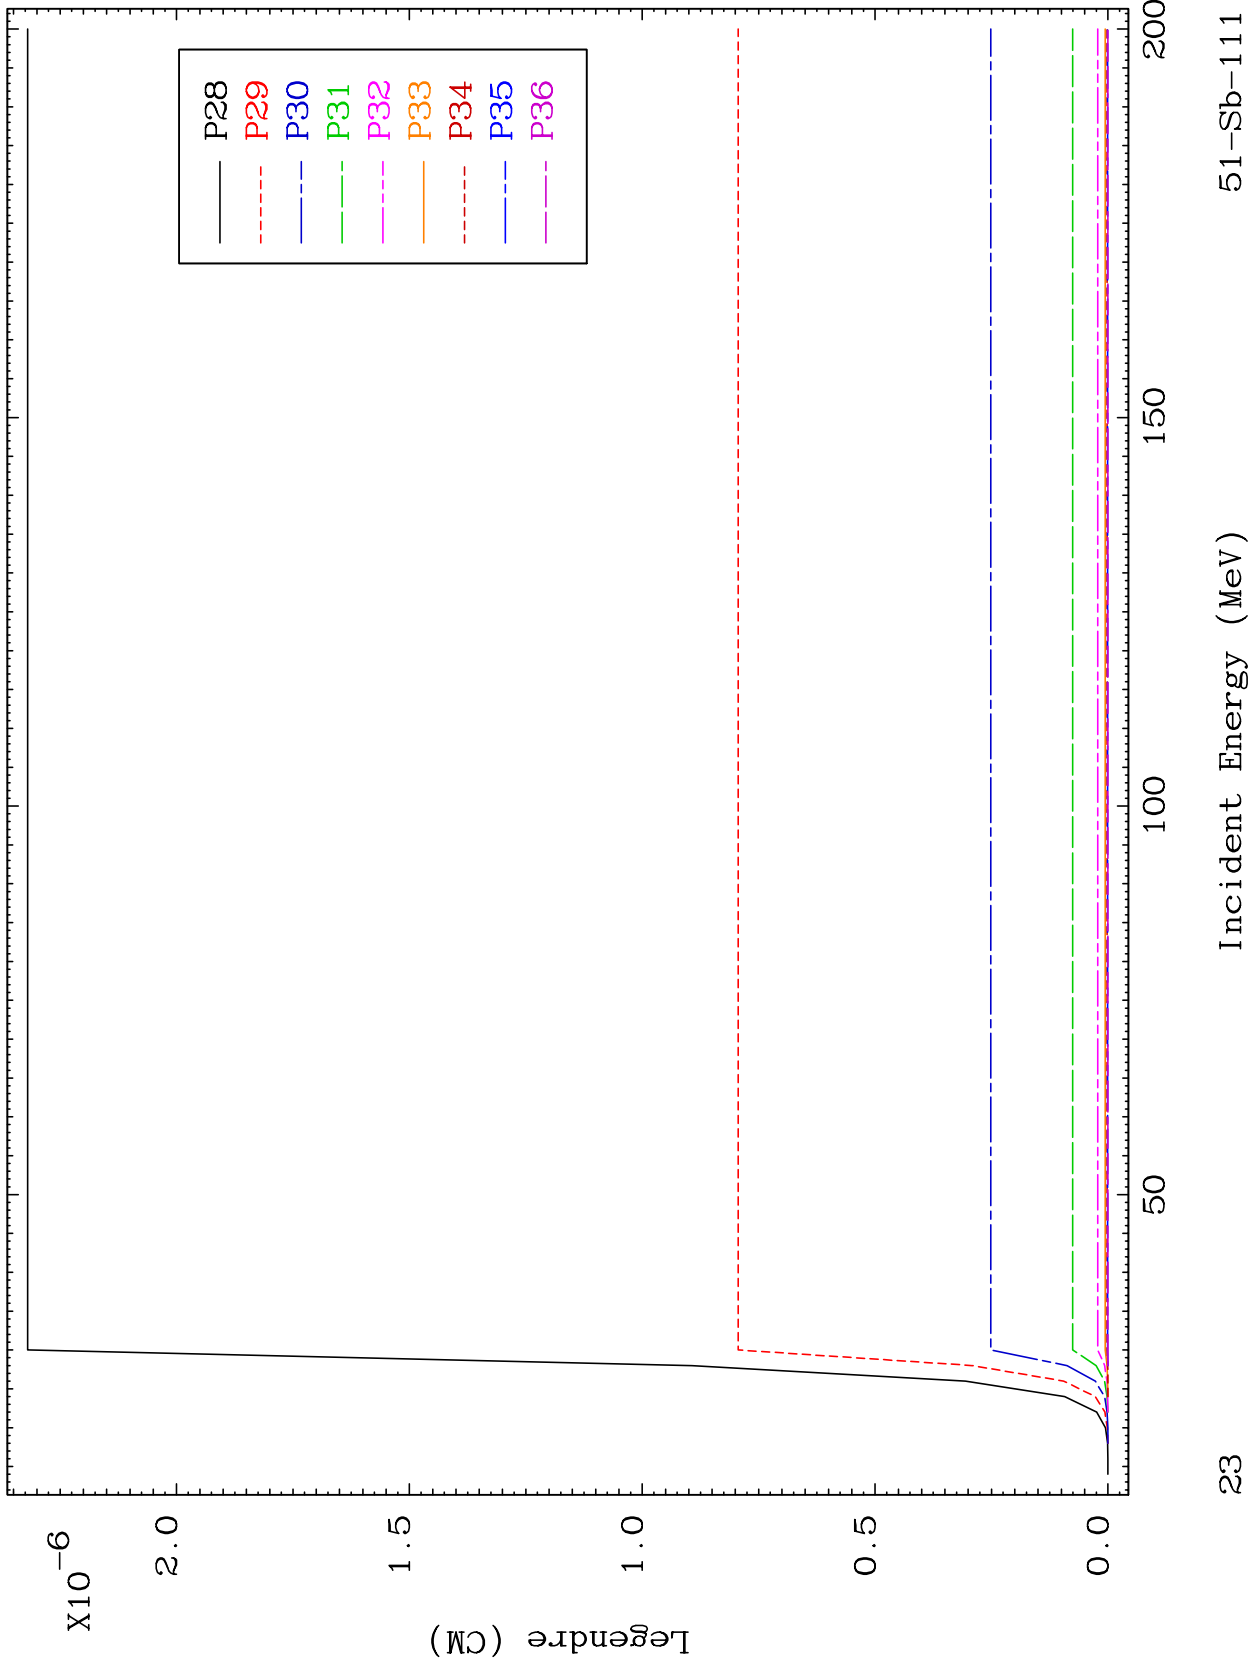 X10-6
2.0
1.5
1.0
0.5
0.0
Legendre (CM)
P28
P29
P30
P31
P32
P33
P34
P35
P36
50
100
150
200
Incident Energy (MeV)
23
51-Sb-111